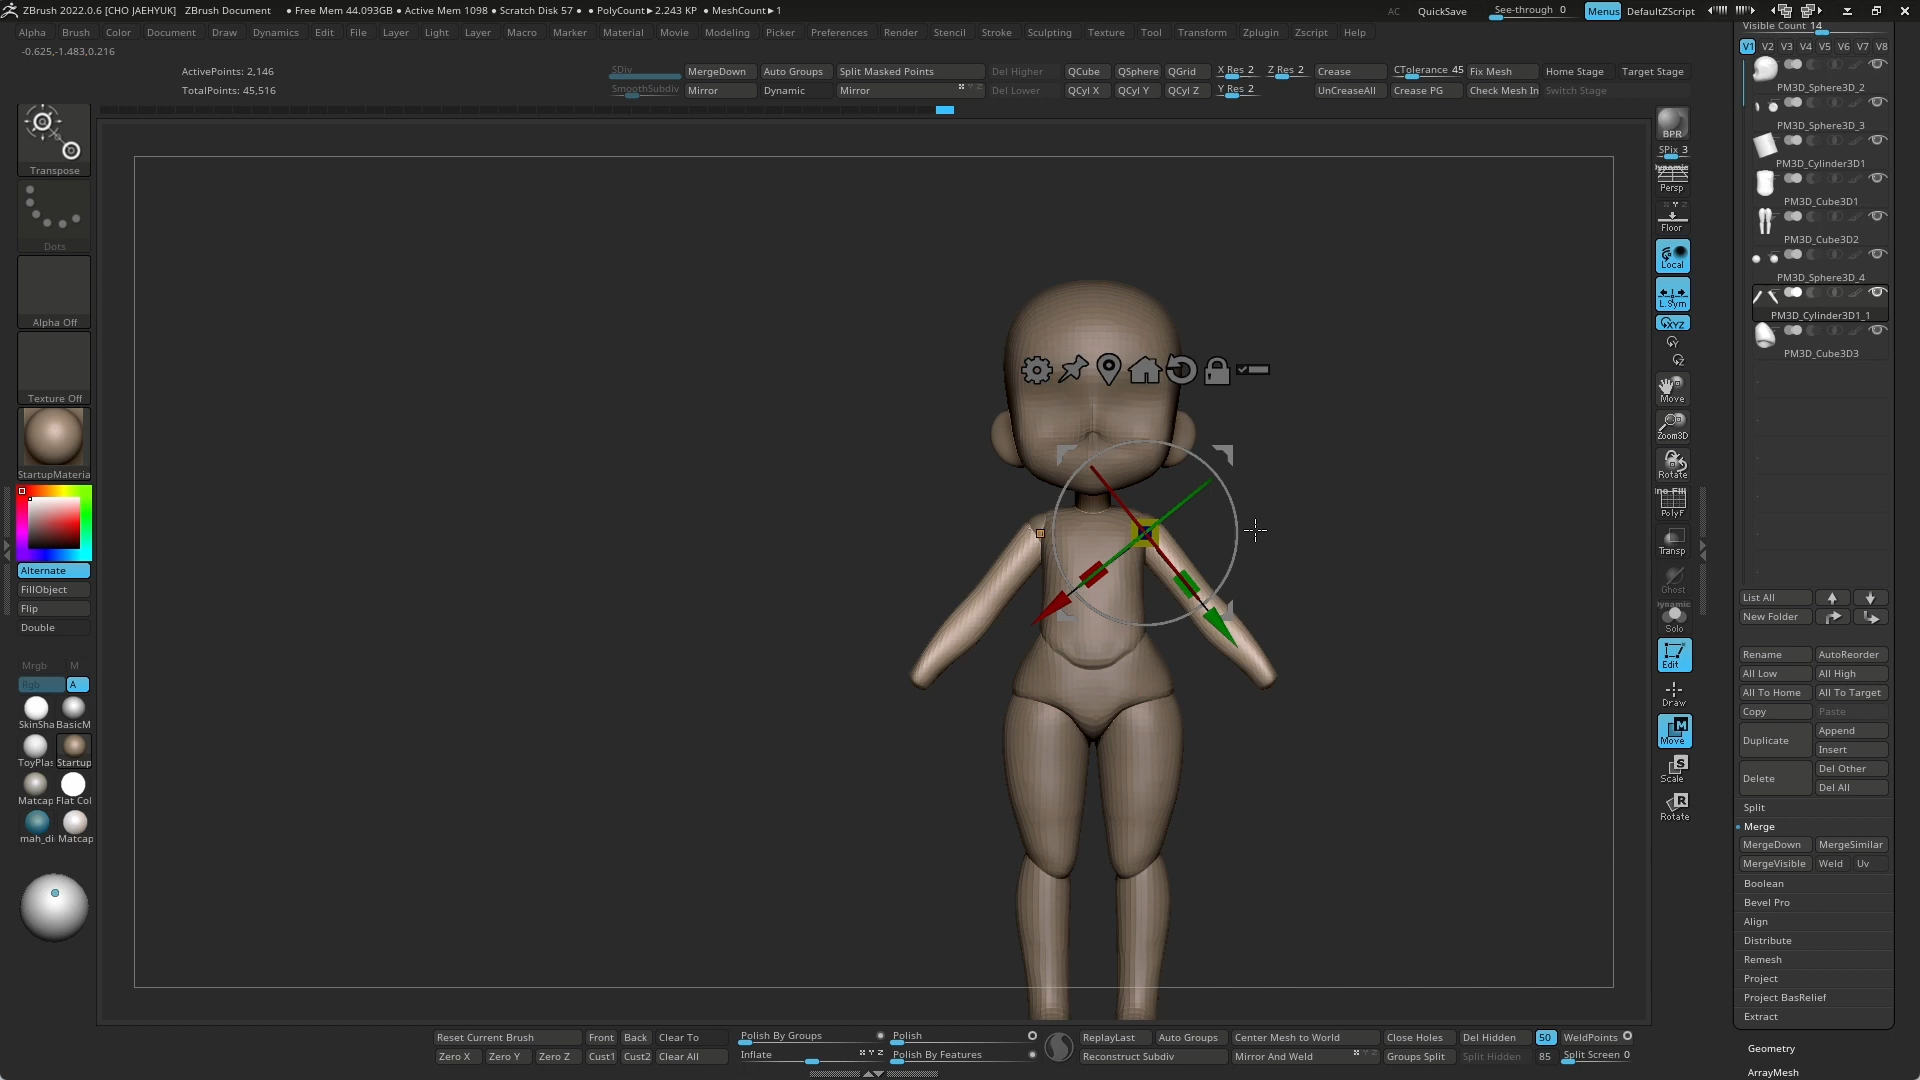 ZBrush 2022.0.6 [CHO JAEHYUK] ZBrush Document • Free Mem 44.093GB • Active Mem 1098 • Scratch Disk 57 • • PolyCount► 2.243 KP • MeshCount► 1 AC QuickSave See-through 0 Menus DefaultZScript
Alpha Brush Color Document Draw Dynamics Edit File Layer Light Layer Macro Marker Material Movie Modeling Picker Preferences Render Stencil Stroke Sculpting Texture Tool Transform Zplugin Zscript Help
-0.625,-1.483,0.216
ActivePoints: 2,146
TotalPoints: 45,516
SDiv MergeDown Auto Groups Split Masked Points Del Higher QCube QSphere QGrid X Res 2 Z Res 2 Crease CTolerance 45 Fix Mesh Home Stage Target Stage
SmoothSubdiv Mirror Dynamic Mirror Del Lower QCyl X QCyl Y QCyl Z Y Res 2 UnCreaseAll Crease PG Check Mesh In Switch Stage
Transpose
Dots
Alpha Off
Texture Off
StartupMateria
Alternate
FillObject
Flip
Double
Mrgb M
Rgb A
SkinSha BasicM
ToyPlas Startup
Matcap Flat Col
mah_di Matcap
BPR
SPix 3
Dynamic
Persp
Floor
Local
L.Sym
XYZ
Y
Z
Move
Zoom3D
Rotate
PolyF
Transp
Ghost
Dynamic
Solo
Edit
Draw
Move
Scale
Rotate
Visible Count 14
V1 V2 V3 V4 V5 V6 V7 V8
PM3D_Sphere3D_2
PM3D_Sphere3D_3
PM3D_Cylinder3D1
PM3D_Cube3D1
PM3D_Cube3D2
PM3D_Sphere3D_4
PM3D_Cylinder3D1_1
PM3D_Cube3D3
List All
New Folder
Rename AutoReorder
All Low All High
All To Home All To Target
Copy Paste
Duplicate Append
Insert
Delete Del Other
Del All
Split
Merge
MergeDown MergeSimilar
MergeVisible Weld Uv
Boolean
Bevel Pro
Align
Distribute
Remesh
Project
Project BasRelief
Extract
Geometry
ArrayMesh
Reset Current Brush Front Back Clear To Polish By Groups Polish ReplayLast Auto Groups Center Mesh to World Close Holes Del Hidden 50 WeldPoints
Zero X Zero Y Zero Z Cust1 Cust2 Clear All Inflate X Y Z Polish By Features Reconstruct Subdiv Mirror And Weld Groups Split Split Hidden 85 Split Screen 0